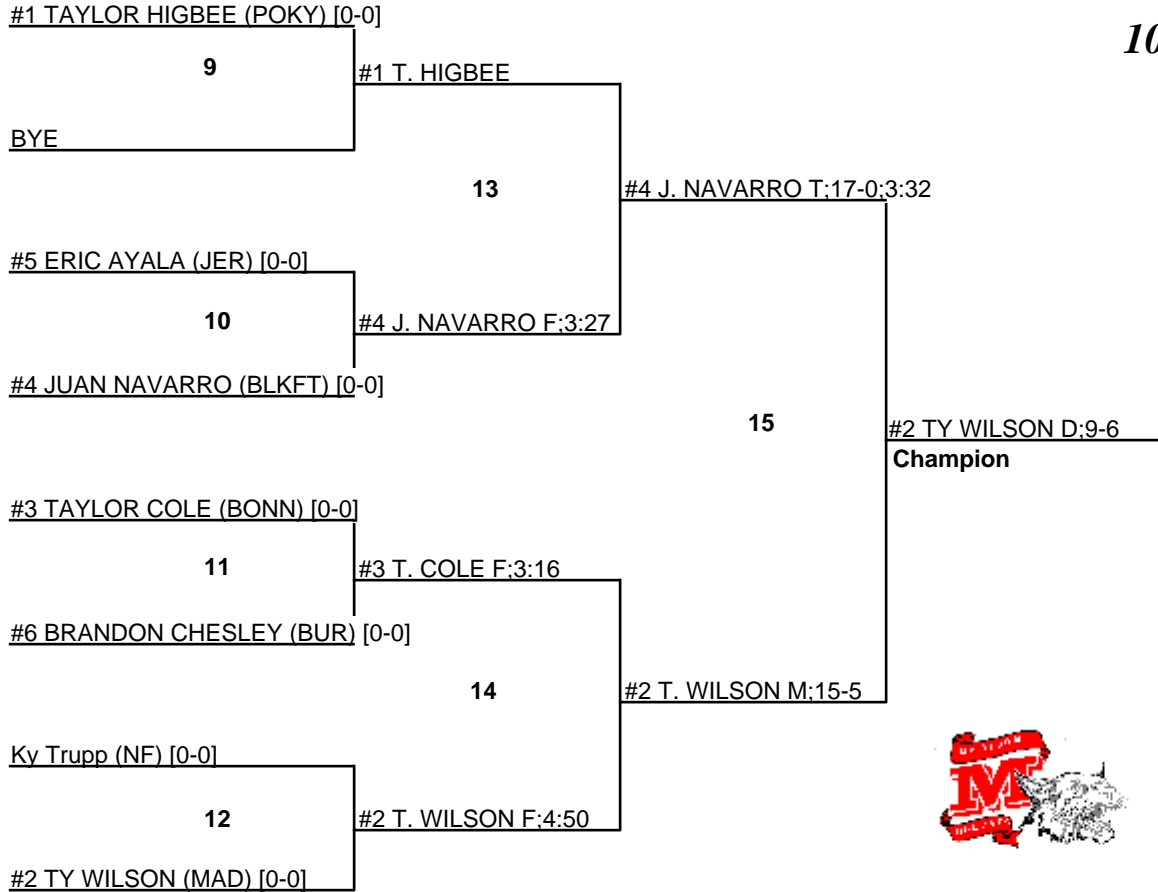 #1 TAYLOR HIGBEE (POKY) [0-0]
10
9
#1 T. HIGBEE
BYE
13
#4 J. NAVARRO T;17-0;3:32
#5 ERIC AYALA (JER) [0-0]
10
#4 J. NAVARRO F;3:27
#4 JUAN NAVARRO (BLKFT) [0-0]
15
#2 TY WILSON D;9-6
Champion
#3 TAYLOR COLE (BONN) [0-0]
11
#3 T. COLE F;3:16
#6 BRANDON CHESLEY (BUR) [0-0]
14
#2 T. WILSON M;15-5
Ky Trupp (NF) [0-0]
12
#2 T. WILSON F;4:50
#2 TY WILSON (MAD) [0-0]
M